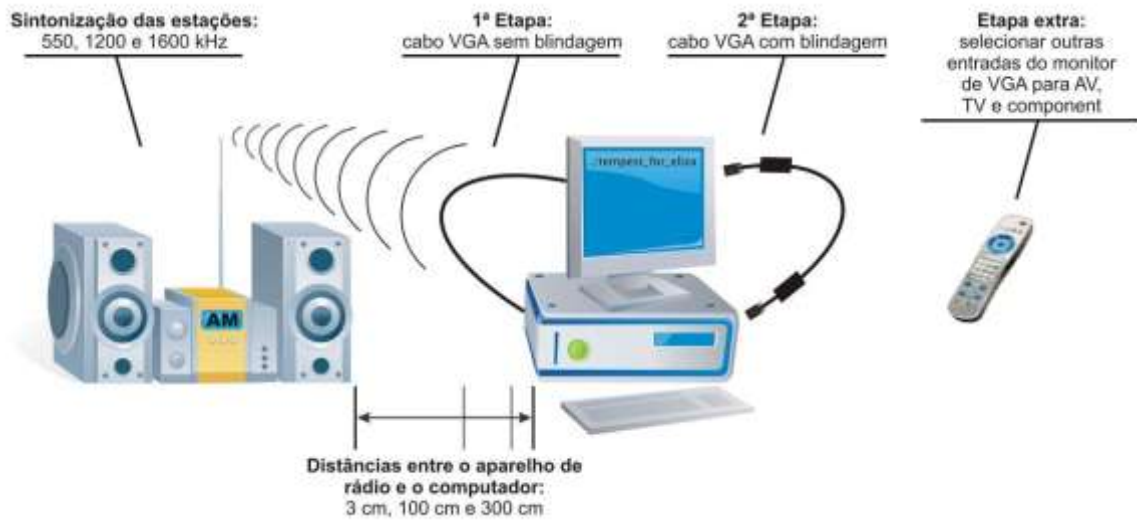 Sintonização das estações:
550, 1200 e 1600 kHz
1ª Etapa:
cabo VGA sem blindagem
2ª Etapa:
cabo VGA com blindagem
Etapa extra:
selecionar outras
entradas do monitor
de VGA para AV,
TV e component
./tempest_for_eliza
AM
Distâncias entre o aparelho de
rádio e o computador:
3 cm, 100 cm e 300 cm